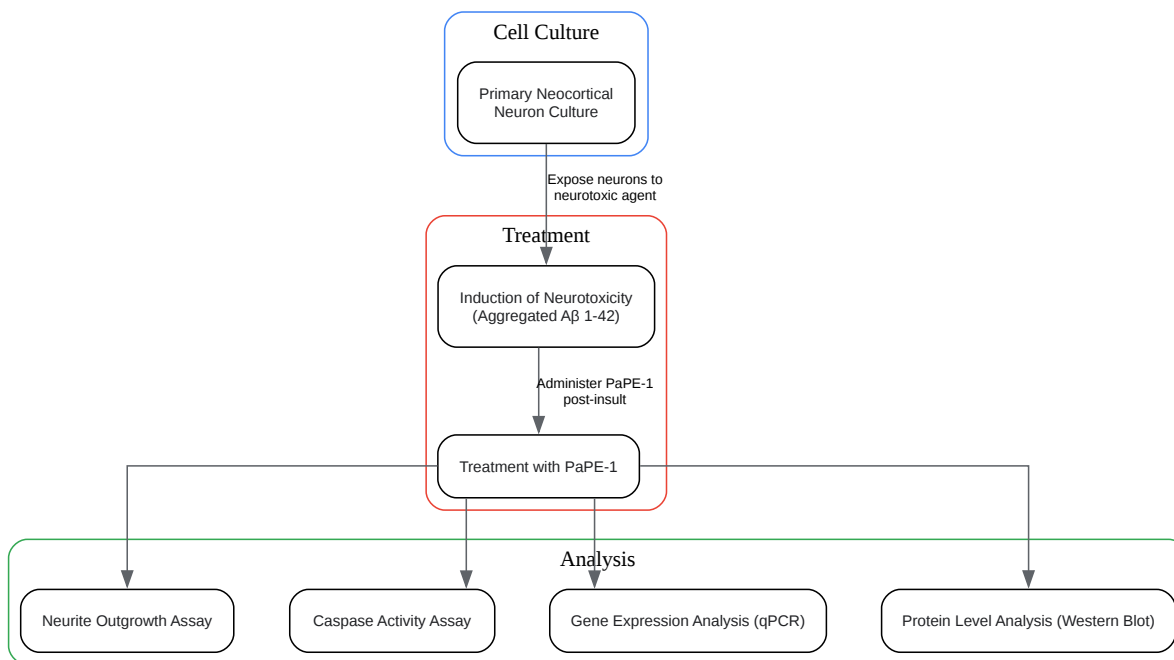 Cell Culture
Primary Neocortical
Neuron Culture
Expose neurons to
neurotoxic agent
Treatment
Induction of Neurotoxicity
(Aggregated Aβ 1-42)
Administer PaPE-1
post-insult
Treatment with PaPE-1
Analysis
Neurite Outgrowth Assay
Caspase Activity Assay
Gene Expression Analysis (qPCR)
Protein Level Analysis (Western Blot)